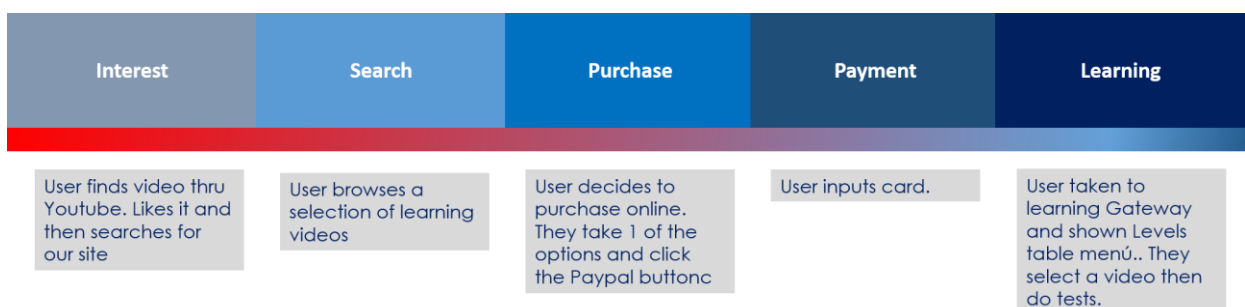 Interest
Search
Purchase
Payment
Learning
User finds video thru
Youtube. Likes it and
then searches for
our site
User browses a
selection of learning
videos
User decides to
purchase online.
They take 1 of the
options and click
the Paypal buttonc
User inputs card.
User taken to
learning Gateway
and shown Levels
table menú.. They
select a video then
do tests.